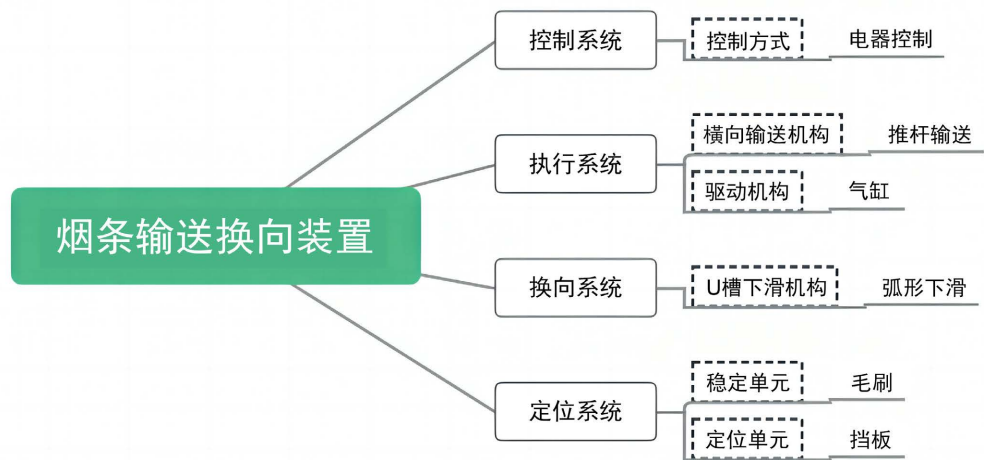 烟条输送换向装置
控制系统
控制方式
电器控制
执行系统
横向输送机构
推杆输送
驱动机构
气缸
换向系统
U槽下滑机构
弧形下滑
定位系统
稳定单元
毛刷
定位单元
挡板